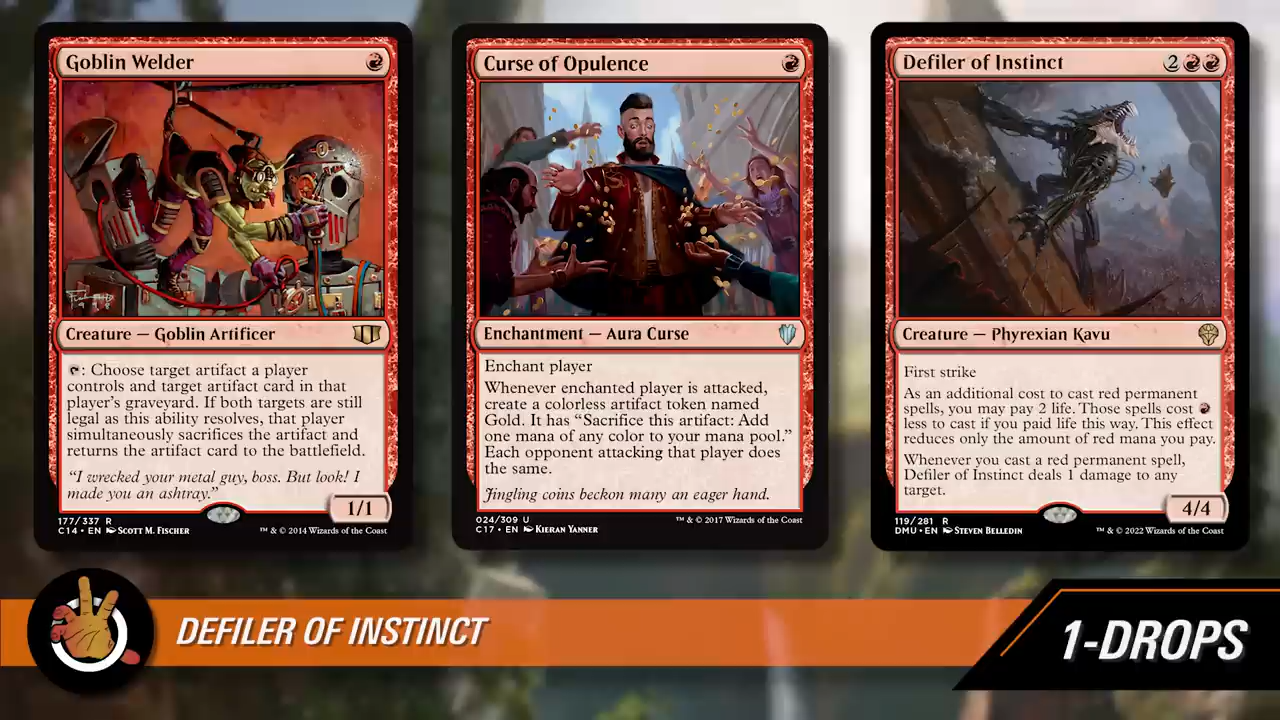 Goblin Welder
Creature — Goblin Artificer
: Choose target artifact a player
controls and target artifact card in that
player's graveyard. If both targets are still
legal as this ability resolves, that player
simultaneously sacrifices the artifact and
returns the artifact card to the battlefield.
“I wrecked your metal guy, boss. But look! I
made you an ashtray.”
1/1
177/337 R
C14 • EN Scott M. Fischer
™ & © 2014 Wizards of the Coast
Curse of Opulence
Enchantment — Aura Curse
Enchant player
Whenever enchanted player is attacked,
create a colorless artifact token named
Gold. It has “Sacrifice this artifact: Add
one mana of any color to your mana pool.”
Each opponent attacking that player does
the same.
Jingling coins beckon many an eager hand.
024/309 U
C17 • EN Kieran Yanner
™ & © 2017 Wizards of the Coast
Defiler of Instinct 2
Creature — Phyrexian Kavu
First strike
As an additional cost to cast red permanent
spells, you may pay 2 life. Those spells cost
less to cast if you paid life this way. This effect
reduces only the amount of red mana you pay.
Whenever you cast a red permanent spell,
Defiler of Instinct deals 1 damage to any
target.
4/4
119/281 R
DMU • EN Steven Belledin
™ & © 2022 Wizards of the Coast
DEFILER OF INSTINCT
1-DROPS